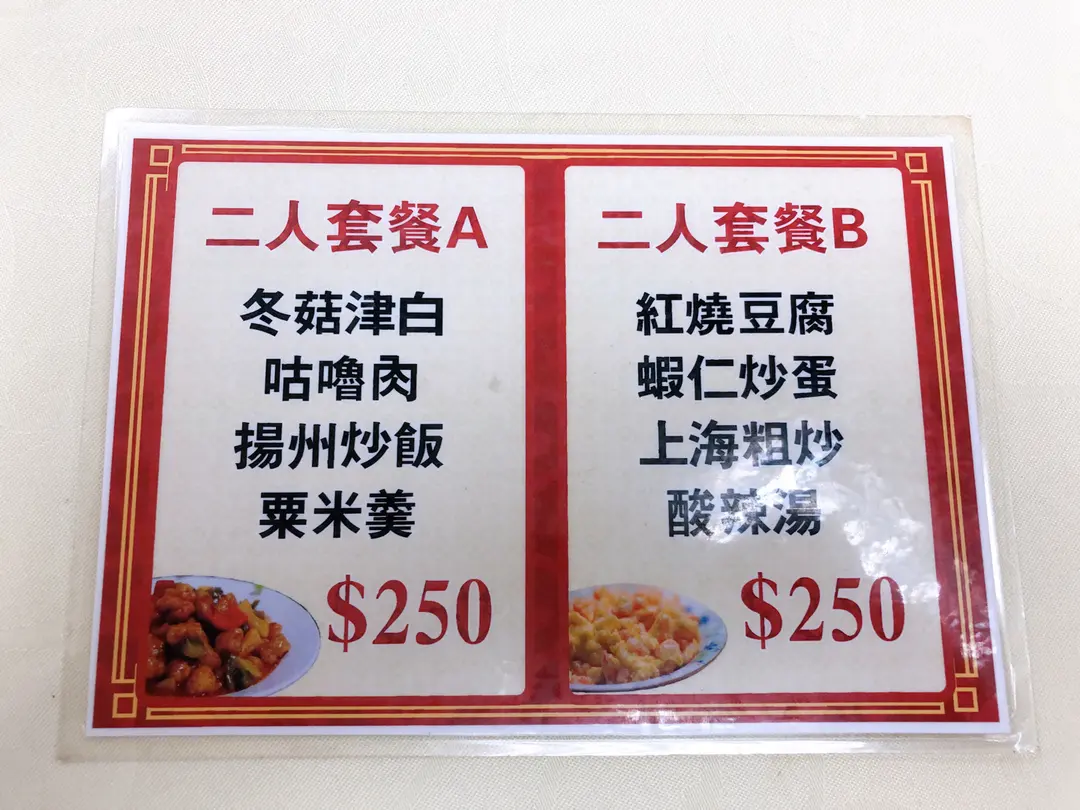 二人套餐A
冬菇津白
咕嚕肉
揚州炒飯
粟米羹
$250
二人套餐B
紅燒豆腐
蝦仁炒蛋
上海粗炒
酸辣湯
$250